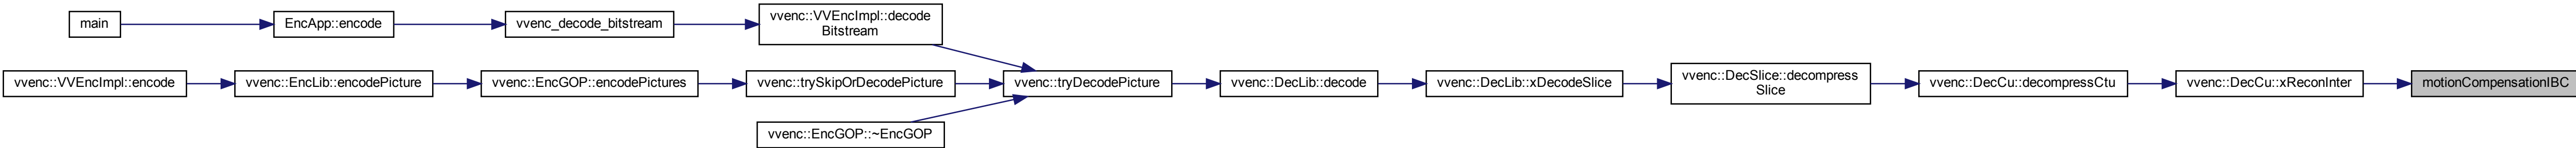 main
EncApp::encode
vvenc_decode_bitstream
vvenc::VVEncImpl::decode
Bitstream
vvenc::VVEncImpl::encode
vvenc::EncLib::encodePicture
vvenc::EncGOP::encodePictures
vvenc::trySkipOrDecodePicture
vvenc::tryDecodePicture
vvenc::DecLib::decode
vvenc::DecLib::xDecodeSlice
vvenc::DecSlice::decompress
Slice
vvenc::DecCu::decompressCtu
vvenc::DecCu::xReconInter
motionCompensationIBC
vvenc::EncGOP::~EncGOP